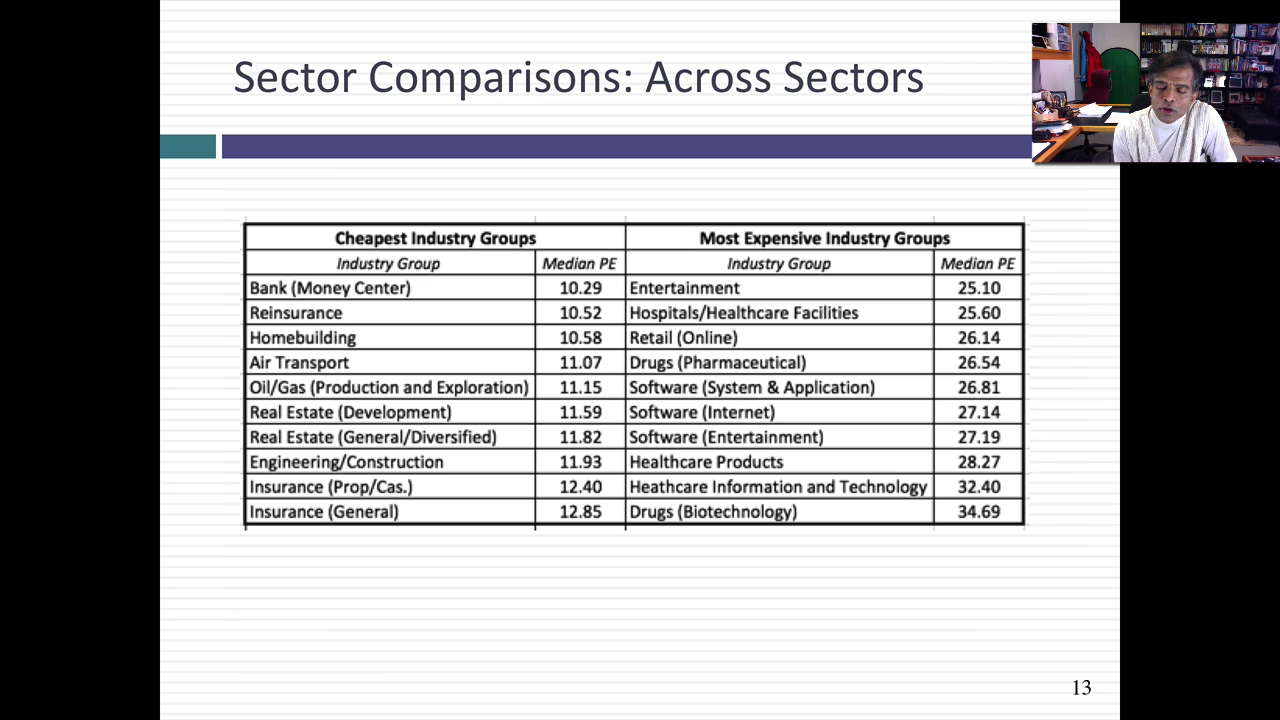 Sector Comparisons: Across Sectors
Cheapest Industry Groups Most Expensive Industry Groups
Industry Group Median PE Industry Group Median PE
Bank (Money Center) 10.29 Entertainment 25.10
Reinsurance 10.52 Hospitals/Healthcare Facilities 25.60
Homebuilding 10.58 Retail (Online) 26.14
Air Transport 11.07 Drugs (Pharmaceutical) 26.54
Oil/Gas (Production and Exploration) 11.15 Software (System & Application) 26.81
Real Estate (Development) 11.59 Software (Internet) 27.14
Real Estate (General/Diversified) 11.82 Software (Entertainment) 27.19
Engineering/Construction 11.93 Healthcare Products 28.27
Insurance (Prop/Cas.) 12.40 Heathcare Information and Technology 32.40
Insurance (General) 12.85 Drugs (Biotechnology) 34.69
13